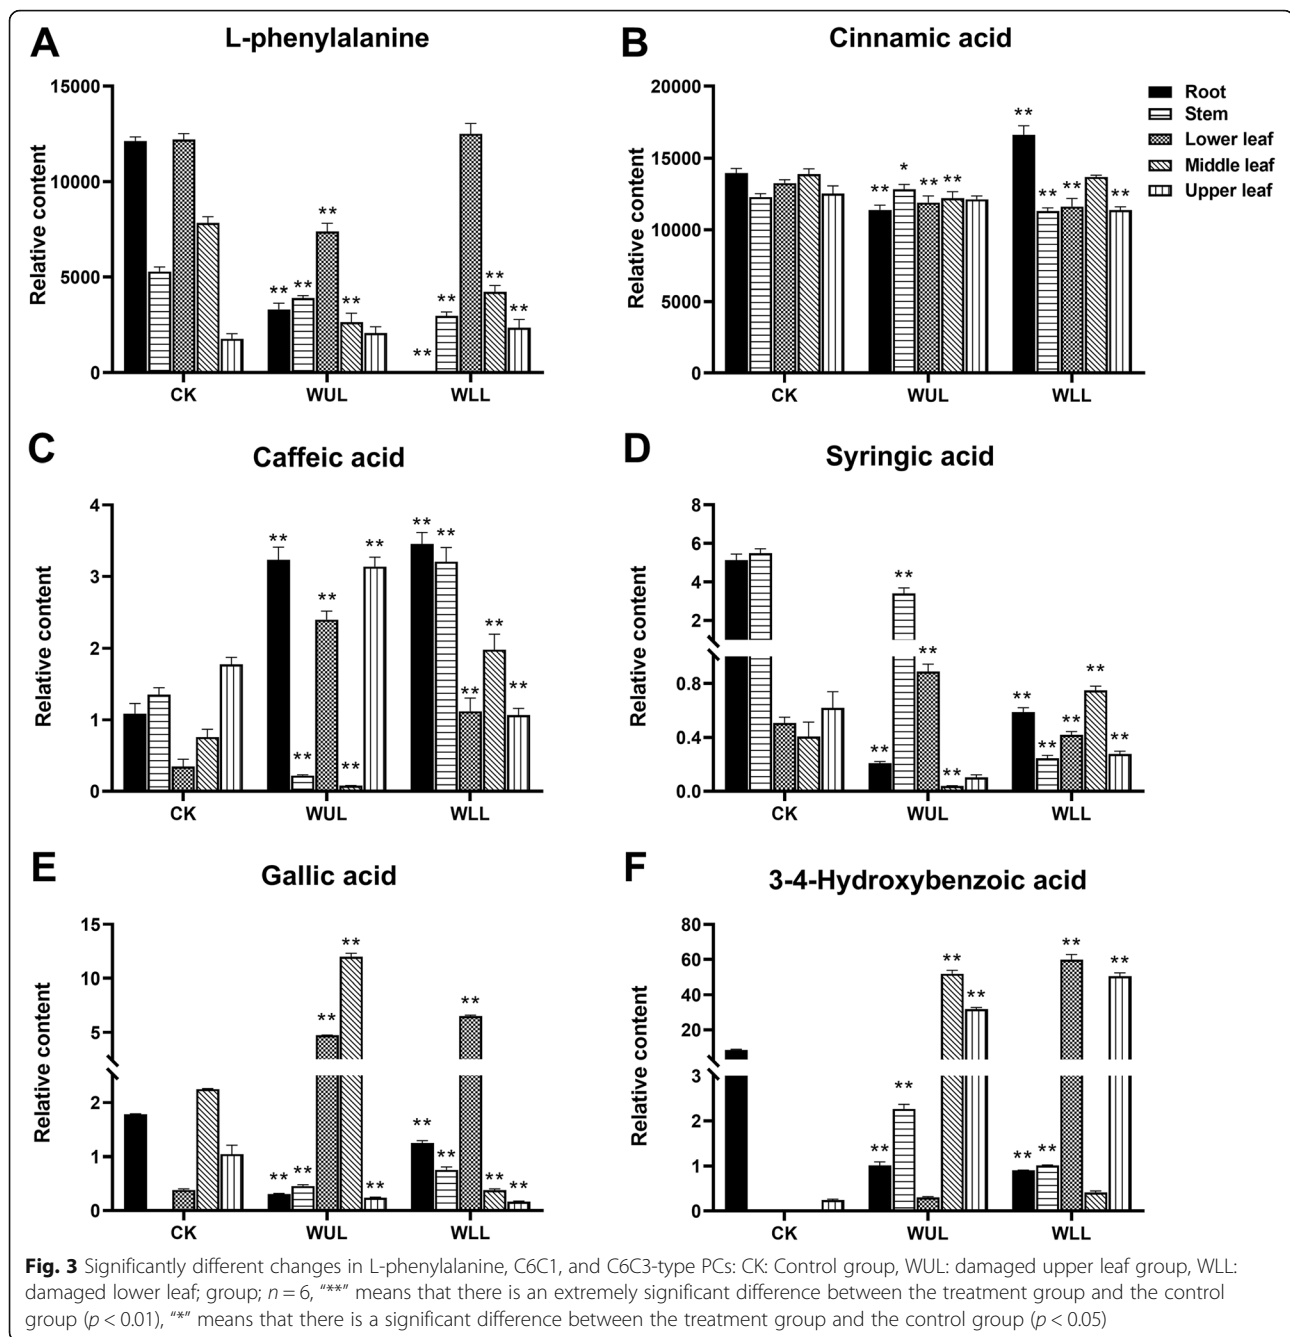 A
L-phenylalanine
15000
10000
5000
0
Relative content
** ** ** ** ** ** ** **
CK WUL WLL
B
Cinnamic acid
20000
15000
10000
5000
0
Relative content
** * ** ** ** ** ** **
CK WUL WLL
Root
Stem
Lower leaf
Middle leaf
Upper leaf
C
Caffeic acid
4
3
2
1
0
Relative content
** ** ** ** ** ** ** ** ** **
CK WUL WLL
D
Syringic acid
8
6
4
2
0.8
0.4
0.0
Relative content
** ** ** ** ** ** ** ** **
CK WUL WLL
E
Gallic acid
15
10
5
2
1
0
Relative content
** ** ** ** ** ** ** ** ** **
CK WUL WLL
F
3-4-Hydroxybenzoic acid
80
60
40
20
3
2
1
0
Relative content
** ** ** ** ** ** ** **
CK WUL WLL
Fig. 3 Significantly different changes in L-phenylalanine, C6C1, and C6C3-type PCs: CK: Control group, WUL: damaged upper leaf group, WLL:
damaged lower leaf; group; n = 6, “**” means that there is an extremely significant difference between the treatment group and the control
group (p < 0.01), “*” means that there is a significant difference between the treatment group and the control group (p < 0.05)